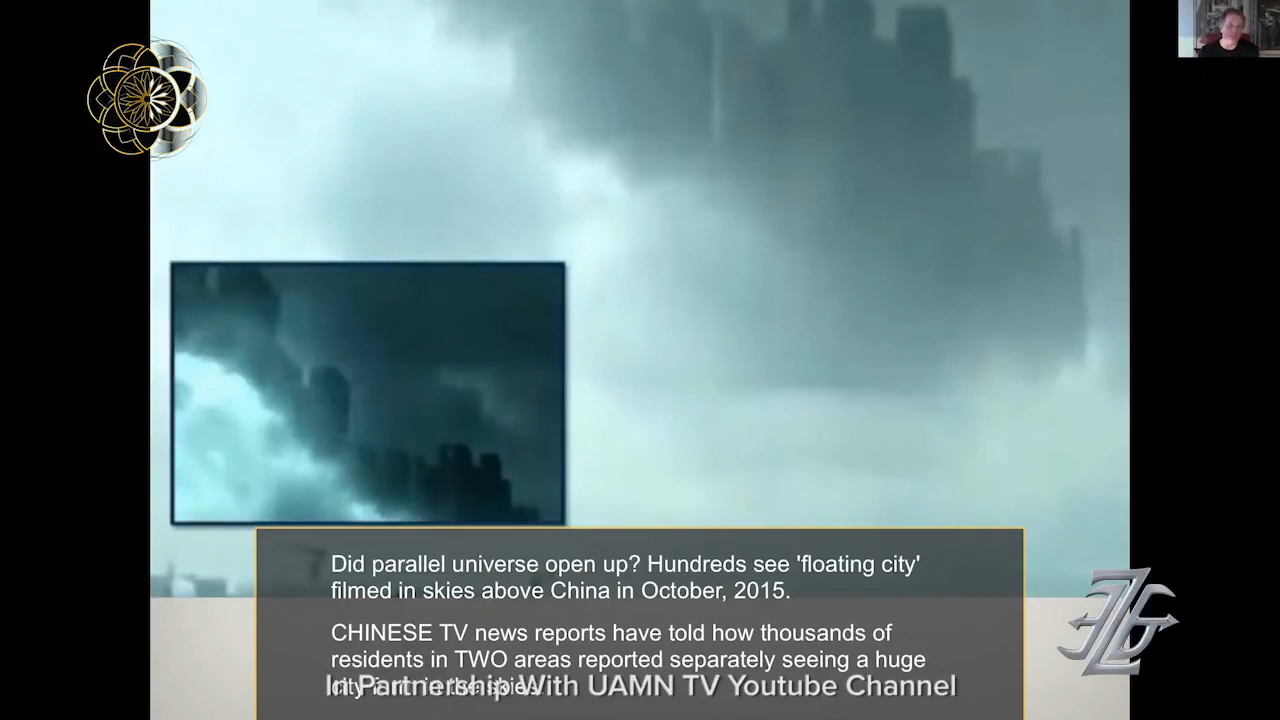 Did parallel universe open up? Hundreds see 'floating city'
filmed in skies above China in October, 2015.
CHINESE TV news reports have told how thousands of
residents in TWO areas reported separately seeing a huge
In Partnership With UAMN TV Youtube Channel